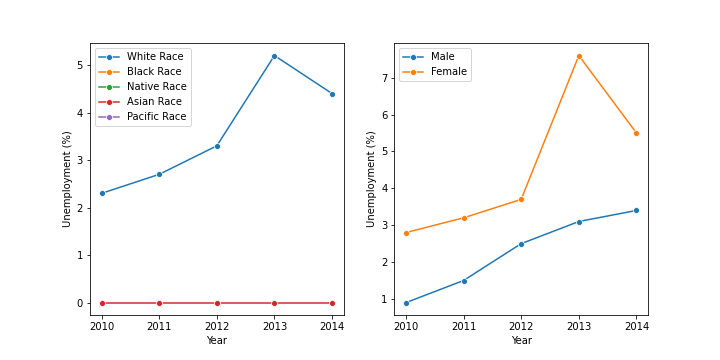 White Race
Black Race
Native Race
Asian Race
Pacific Race
Unemployment (%)
5
4
3
2
1
0
2010 2011 2012 2013 2014
Year
Male
Female
Unemployment (%)
7
6
5
4
3
2
1
2010 2011 2012 2013 2014
Year